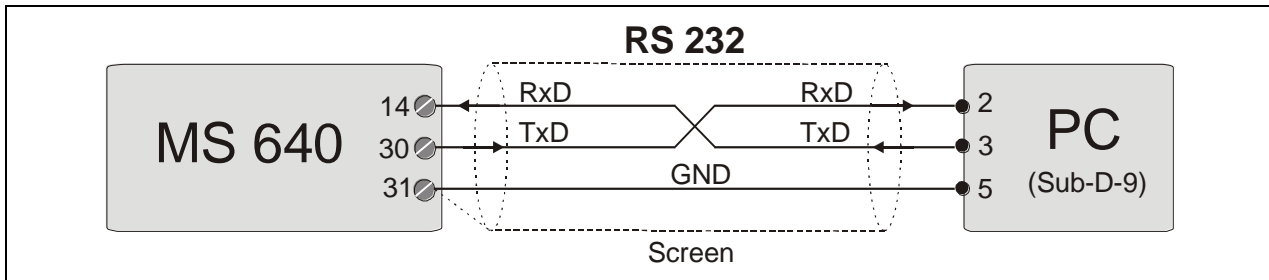 RS 232
MS 640
14
RxD
RxD
2
30
TxD
TxD
3
31
GND
5
PC
(Sub-D-9)
Screen